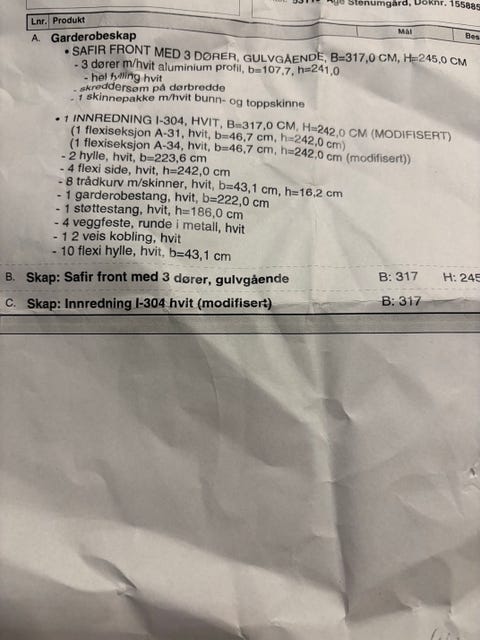 Stenumgård, Doknr. 155885
Lnr. Produkt Mål
A. Garderobeskap
• SAFIR FRONT MED 3 DØRER, GULVGÅENDE, B=317,0 CM, H=245,0 CM
- 3 dører m/hvit aluminium profil, b=107,7, h=241,0
- hel fylling hvit
- skreddersøm på dørbredde
- 1 skinnepakke m/hvit bunn- og toppskinne
• 1 INNREDNING I-304, HVIT, B=317,0 CM, H=242,0 CM (MODIFISERT)
(1 flexiseksjon A-31, hvit, b=46,7 cm, h=242,0 cm)
(1 flexiseksjon A-34, hvit, b=46,7 cm, h=242,0 cm (modifisert))
- 2 hylle, hvit, b=223,6 cm
- 4 flexi side, hvit, h=242,0 cm
- 8 trådkurv m/skinner, hvit, b=43,1 cm, h=16,2 cm
- 1 garderobestang, hvit, b=222,0 cm
- 1 støttestang, hvit, h=186,0 cm
- 4 veggfeste, runde i metall, hvit
- 1 2 veis kobling, hvit
- 10 flexi hylle, hvit, b=43,1 cm
B. Skap: Safir front med 3 dører, gulvgående B: 317 H: 245
C. Skap: Innredning I-304 hvit (modifisert) B: 317